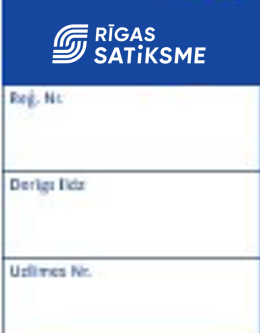 RĪGAS
SATiKSME
Reģ. Nr.
Derīgs līdz
Uzlīmes Nr.